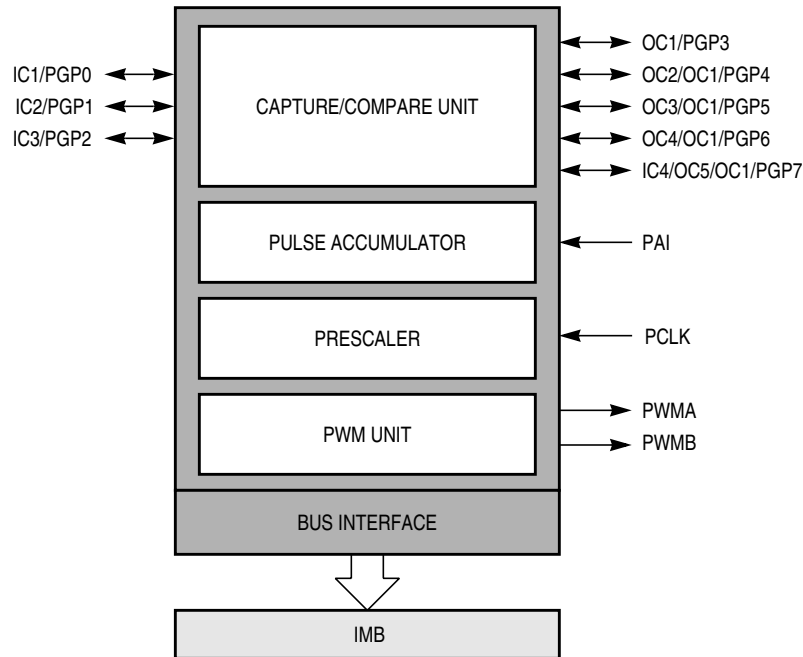 IC1/PGP0
IC2/PGP1
IC3/PGP2
CAPTURE/COMPARE UNIT
OC1/PGP3
OC2/OC1/PGP4
OC3/OC1/PGP5
OC4/OC1/PGP6
IC4/OC5/OC1/PGP7
PULSE ACCUMULATOR
PAI
PRESCALER
PCLK
PWM UNIT
PWMA
PWMB
BUS INTERFACE
IMB